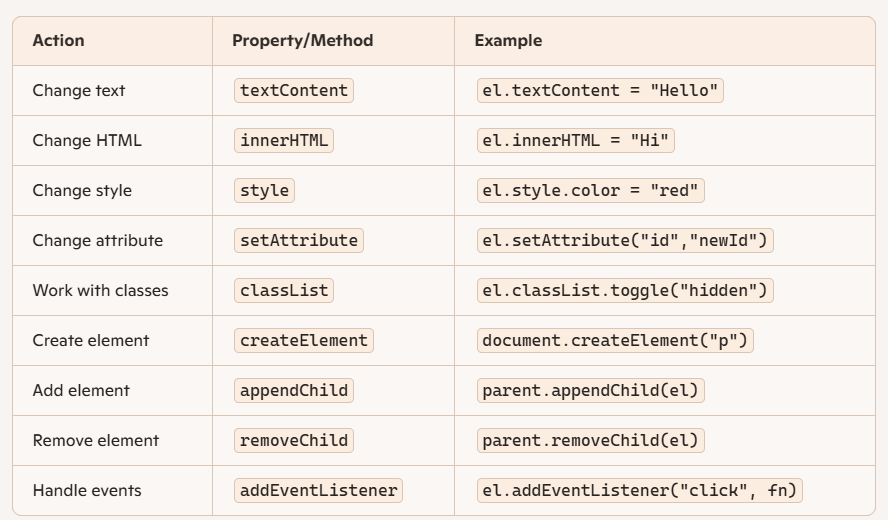 Action Property/Method Example
Change text textContent el.textContent = "Hello"
Change HTML innerHTML el.innerHTML = "Hi"
Change style style el.style.color = "red"
Change attribute setAttribute el.setAttribute("id","newId")
Work with classes classList el.classList.toggle("hidden")
Create element createElement document.createElement("p")
Add element appendChild parent.appendChild(el)
Remove element removeChild parent.removeChild(el)
Handle events addEventListener el.addEventListener("click", fn)